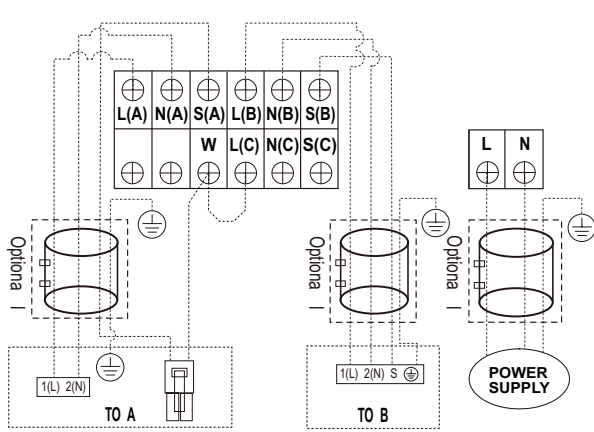 L(A) N(A) S(A) L(B) N(B) S(B)
W L(C) N(C) S(C)
L N
Optiona l
Optiona l
Optiona l
1(L) 2(N)
TO A
1(L) 2(N) S
TO B
POWER
SUPPLY